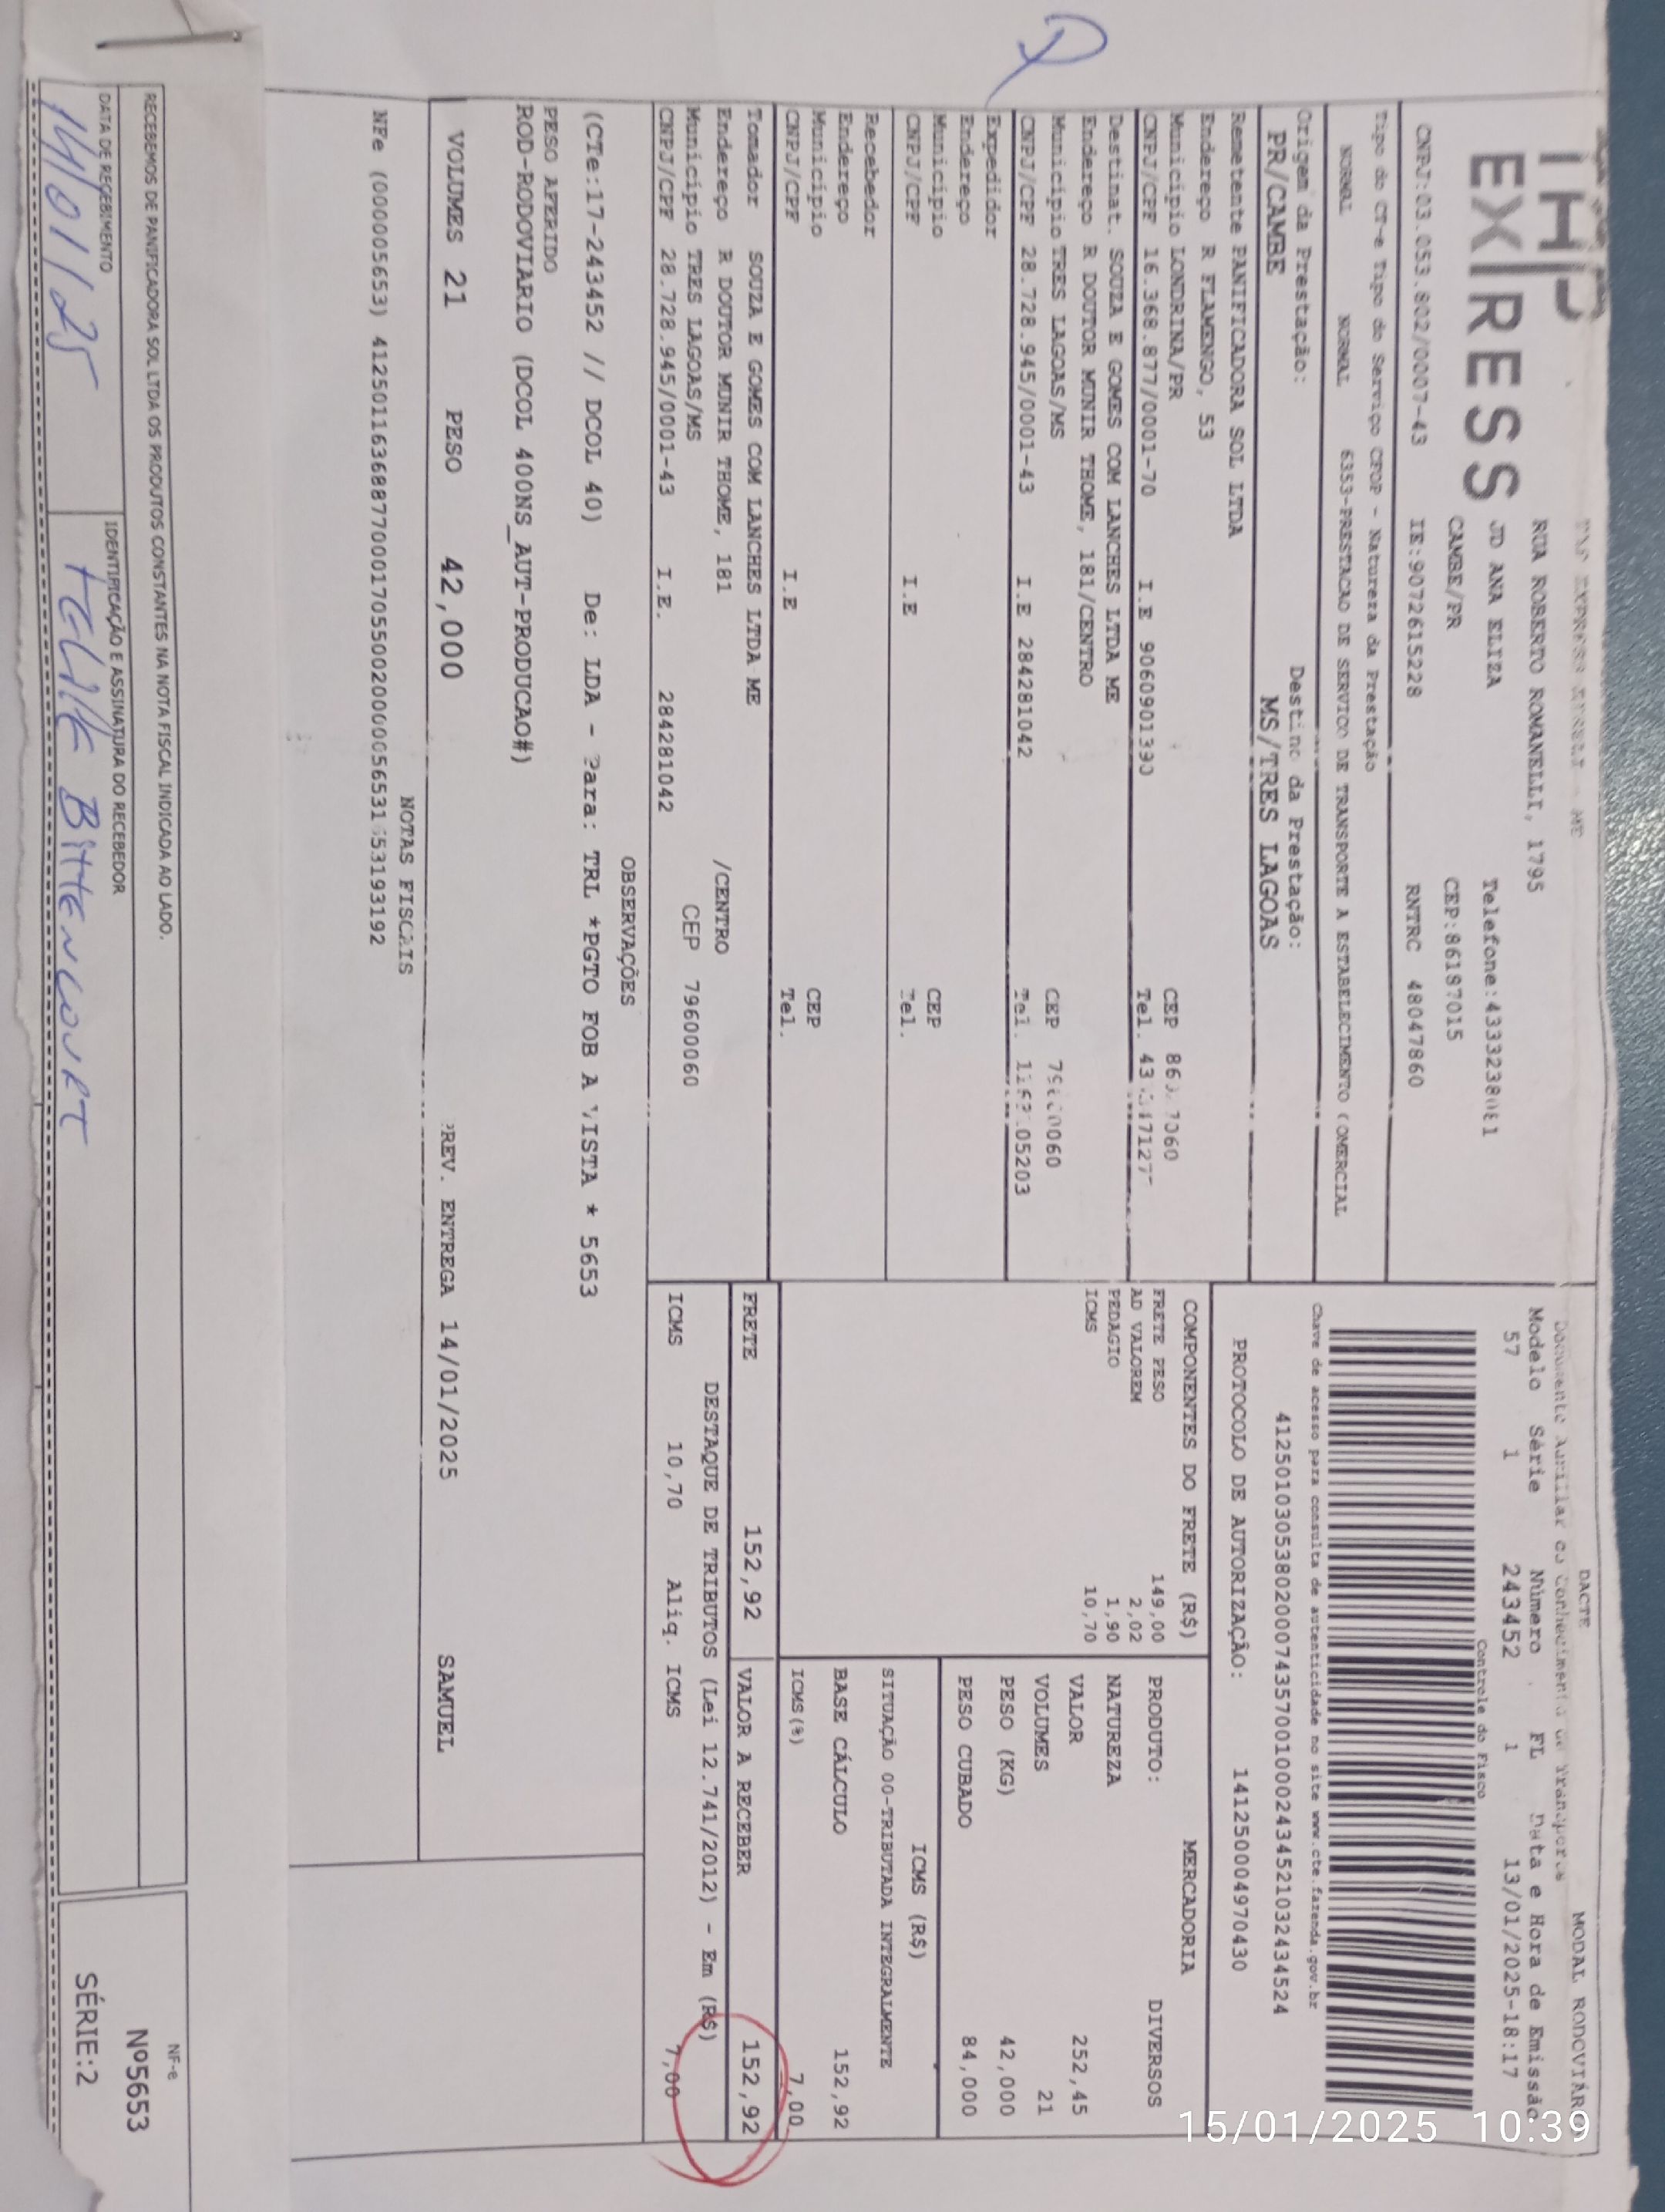 EXPRESS
RUA ROBERTO ROMANELLI, 1795
JD ANA ELIZA
Telefone:4333238081
CAMBE/PR
CEP:86187015
CNPJ:03.053.802/0007-43
IE:9072615228
RNTRC 48047860
Tipo do CT-e Tipo do Serviço CFOP - Natureza da Prestação
NORMAL NORMAL 6353-PRESTACAO DE SERVICO DE TRANSPORTE A ESTABELECIMENTO COMERCIAL
Origem da Prestação:
Destino da Prestação:
PR/CAMBE
MS/TRES LAGOAS
Remetente PANIFICADORA SOL LTDA
Endereço R FLAMENGO, 53
Município LONDRINA/PR
CEP
CNPJ/CPF 16.368.877/0001-70 I.E 9060901390 Tel.
Destinat. SOUZA E GOMES COM LANCHES LTDA ME
Endereço R DOUTOR MUNIR THOME, 181/CENTRO
Município TRES LAGOAS/MS
CEP 79600060
CNPJ/CPF 28.728.945/0001-43 I.E 284281042 Tel.
Expedidor
Endereço
Município
CEP
CNPJ/CPF I.E Tel.
Recebedor
Endereço
Município
CEP
CNPJ/CPF I.E Tel.
Tomador SOUZA E GOMES COM LANCHES LTDA ME
Endereço R DOUTOR MUNIR THOME, 181 /CENTRO
Município TRES LAGOAS/MS CEP 79600060
CNPJ/CPF 28.728.945/0001-43 I.E. 284281042
DACTE
MODAL RODOVIÁRIO
Documento Auxiliar do Conhecimento de Transporte
Modelo Série Número FL Data e Hora de Emissão
57 1 243452 1 13/01/2025-18:17
Controle do Fisco
Chave de acesso para consulta de autenticidade no site www.cte.fazenda.gov.br
41250103053802000743570010002434521032434524
PROTOCOLO DE AUTORIZAÇÃO: 141250004970430
COMPONENTES DO FRETE (R$)
FRETE PESO 149,00
AD VALOREM 2,02
PEDAGIO 1,90
ICMS 10,70
MERCADORIA
PRODUTO: DIVERSOS
NATUREZA
VALOR 252,45
VOLUMES 21
PESO (KG) 42,000
PESO CUBADO 84,000
ICMS (R$)
SITUAÇÃO 00-TRIBUTADA INTEGRALMENTE
BASE CÁLCULO 152,92
ICMS(%) 7,00
FRETE 152,92 VALOR A RECEBER 152,92
DESTAQUE DE TRIBUTOS (Lei 12.741/2012) - Em (R$)
ICMS 10,70 Aliq. ICMS 7,00
OBSERVAÇÕES
(CTe:17-243452 // DCOL 40) De: LDA - Para: TRL *PGTO FOB A VISTA * 5653
PESO AFERIDO
ROD-RODOVIARIO (DCOL 400NS_AUT-PRODUCAO#)
VOLUMES 21 PESO 42,000 PREV. ENTREGA 14/01/2025 SAMUEL
NOTAS FISCAIS
NFe (000005653)
RECEBEMOS DE PANIFICADORA SOL LTDA OS PRODUTOS CONSTANTES NA NOTA FISCAL INDICADA AO LADO.
DATA DE RECEBIMENTO
IDENTIFICAÇÃO E ASSINATURA DO RECEBEDOR
14/01/25
Bittencourt
NF-e
Nº5653
SÉRIE:2
15/01/2025 10:39